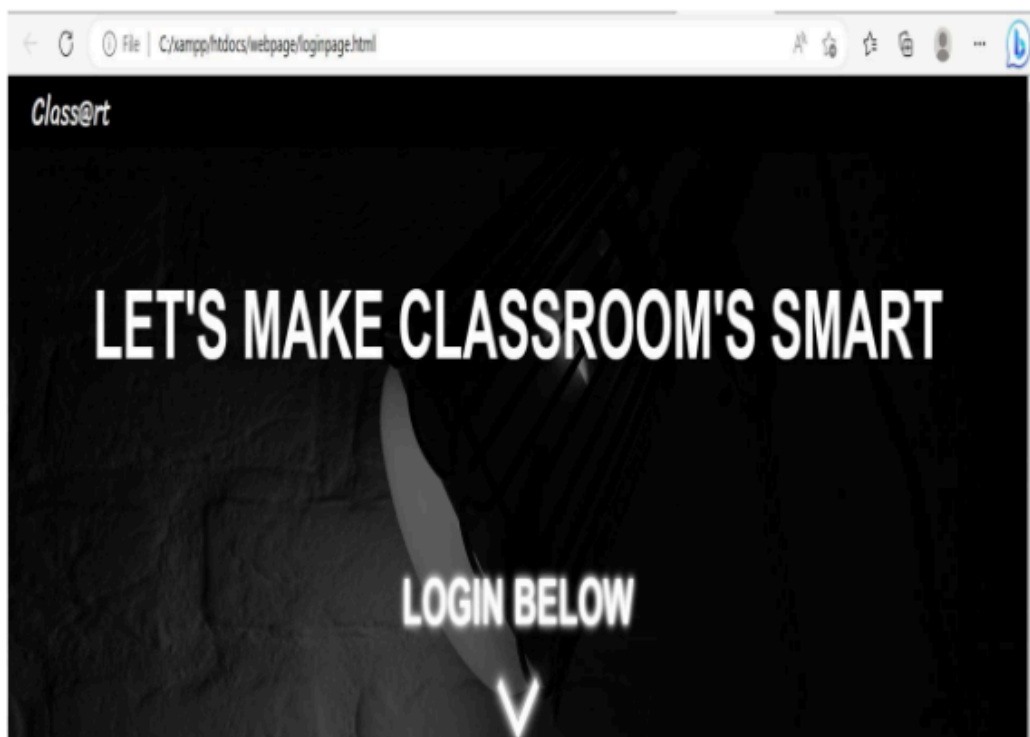 File | C:/xampp/htdocs/webpage/loginpage.html
Class@rt
LET'S MAKE CLASSROOM'S SMART
LOGIN BELOW